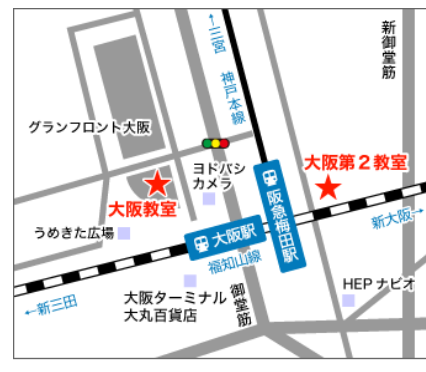 ←三宮
神戸本線
新御堂筋
グランフロント大阪
ヨドバシ
カメラ
大阪第2教室
大阪教室
阪急梅田駅
新大阪→
うめきた広場
大阪駅
福知山線
HEPナビオ
←新三田
大阪ターミナル
大丸百貨店
御堂筋